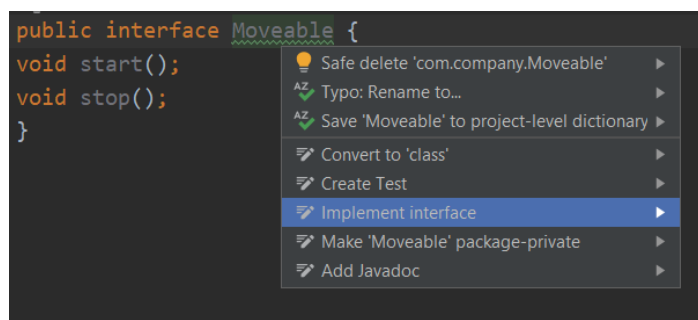 public interface Moveable {
void start();
void stop();
}
Safe delete 'com.company.Moveable'
Typo: Rename to...
Save 'Moveable' to project-level dictionary
Convert to 'class'
Create Test
Implement interface
Make 'Moveable' package-private
Add Javadoc